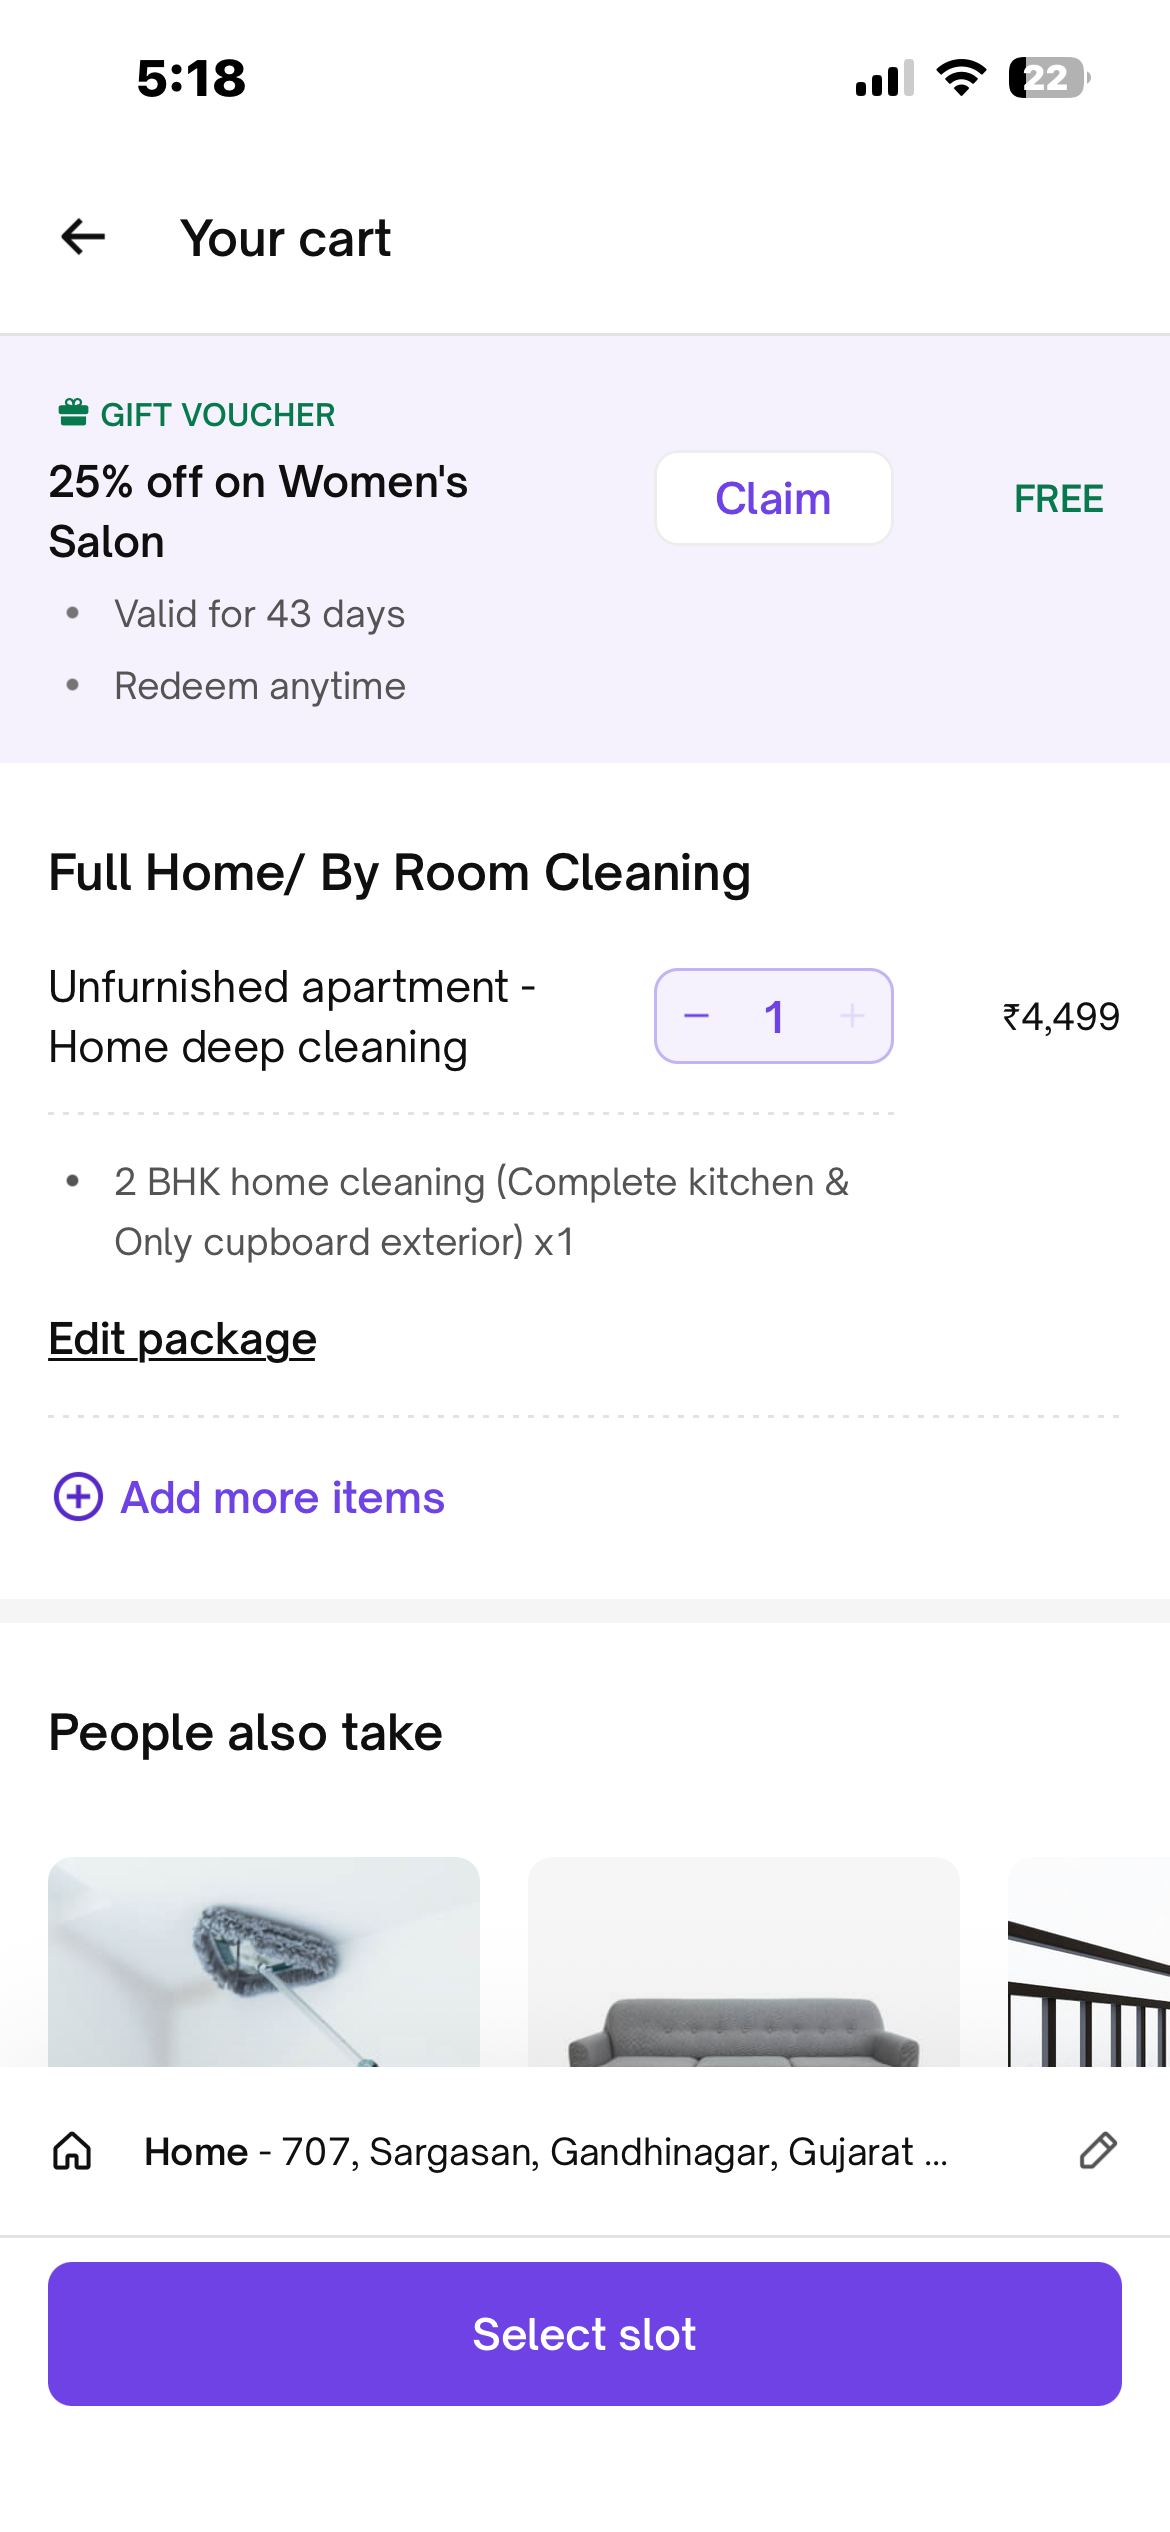 5:18
22
Your cart
GIFT VOUCHER
25% off on Women's
Salon
Claim
FREE
• Valid for 43 days
• Redeem anytime
Full Home/ By Room Cleaning
Unfurnished apartment -
Home deep cleaning
− 1 +
₹4,499
• 2 BHK home cleaning (Complete kitchen &
Only cupboard exterior) x1
Edit package
Add more items
People also take
Home - 707, Sargasan, Gandhinagar, Gujarat ...
Select slot